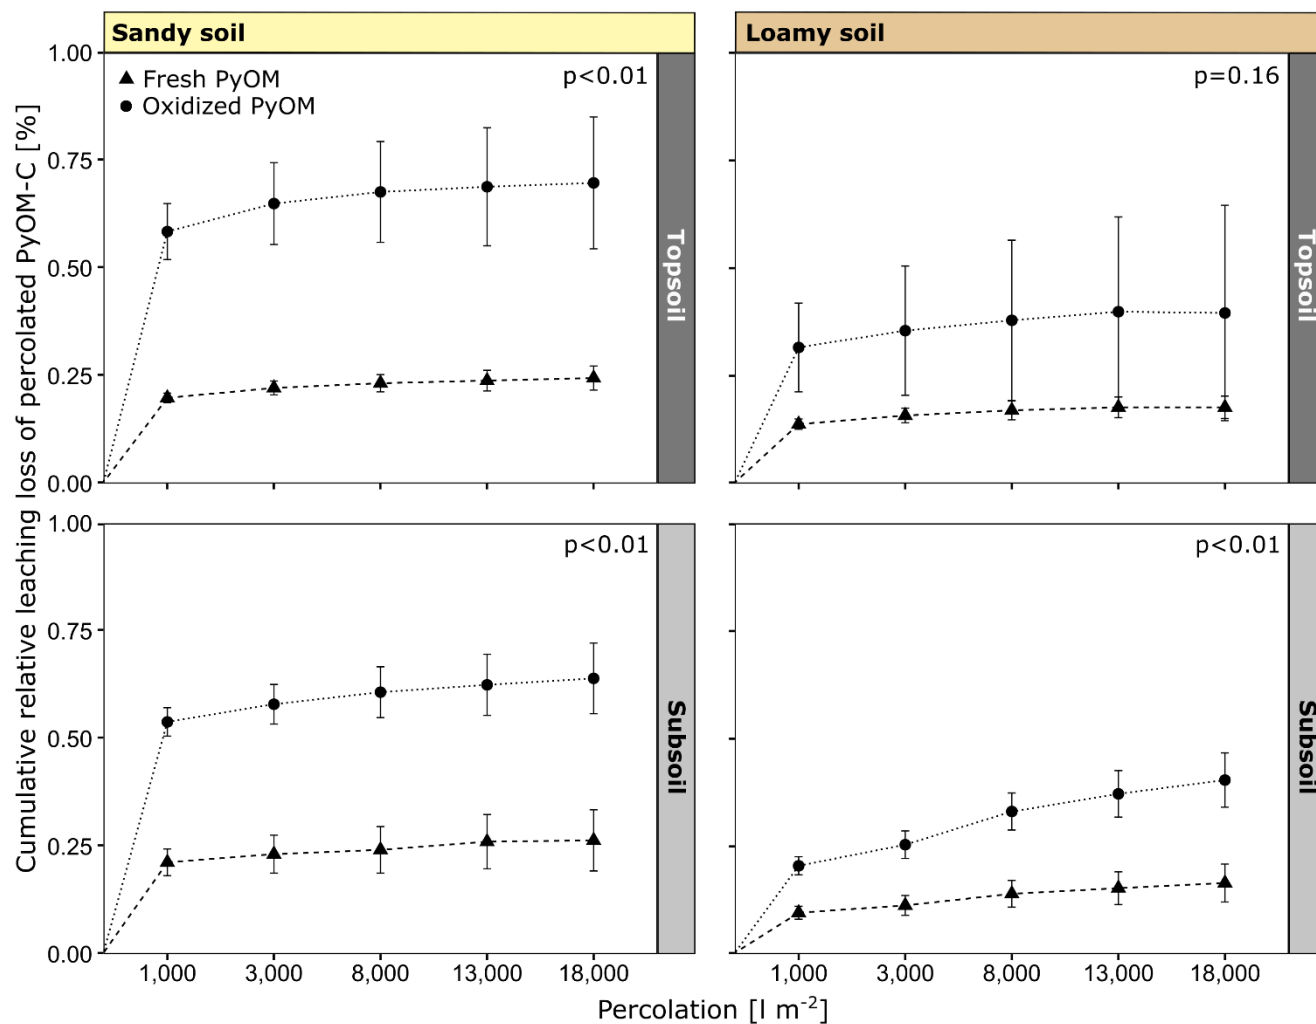 Sandy soil
Loamy soil
Cumulative relative leaching loss of percolated PyOM-C [%]
1.00
Fresh PyOM
Oxidized PyOM
p<0.01
p=0.16
0.75
0.50
0.25
0.00
Topsoil
Topsoil
1.00
p<0.01
p<0.01
0.75
0.50
0.25
0.00
Subsoil
Subsoil
1,000 3,000 8,000 13,000 18,000
1,000 3,000 8,000 13,000 18,000
Percolation [l m⁻²]